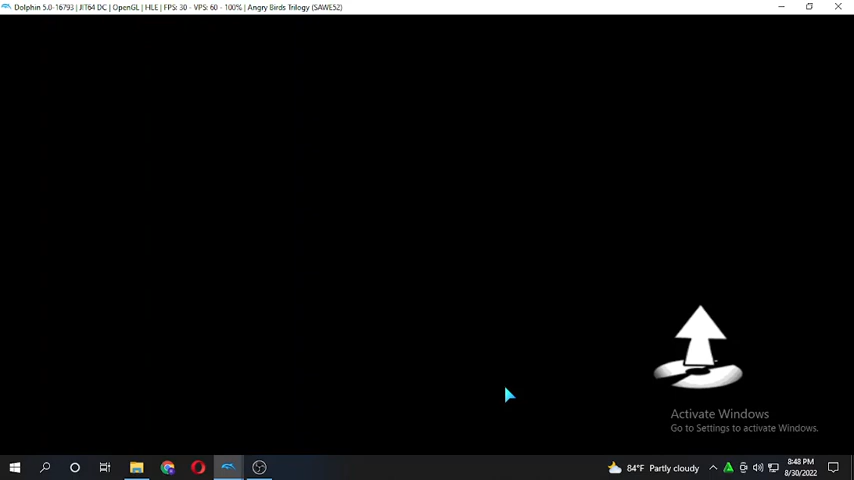 Dolphin 5.0-16793 | JIT64 DC | OpenGL | HLE | FPS: 30 - VPS: 60 - 100% | Angry Birds Trilogy (SAWE52)
Activate Windows
Go to Settings to activate Windows.
84°F Partly cloudy
8:48 PM
8/30/2022